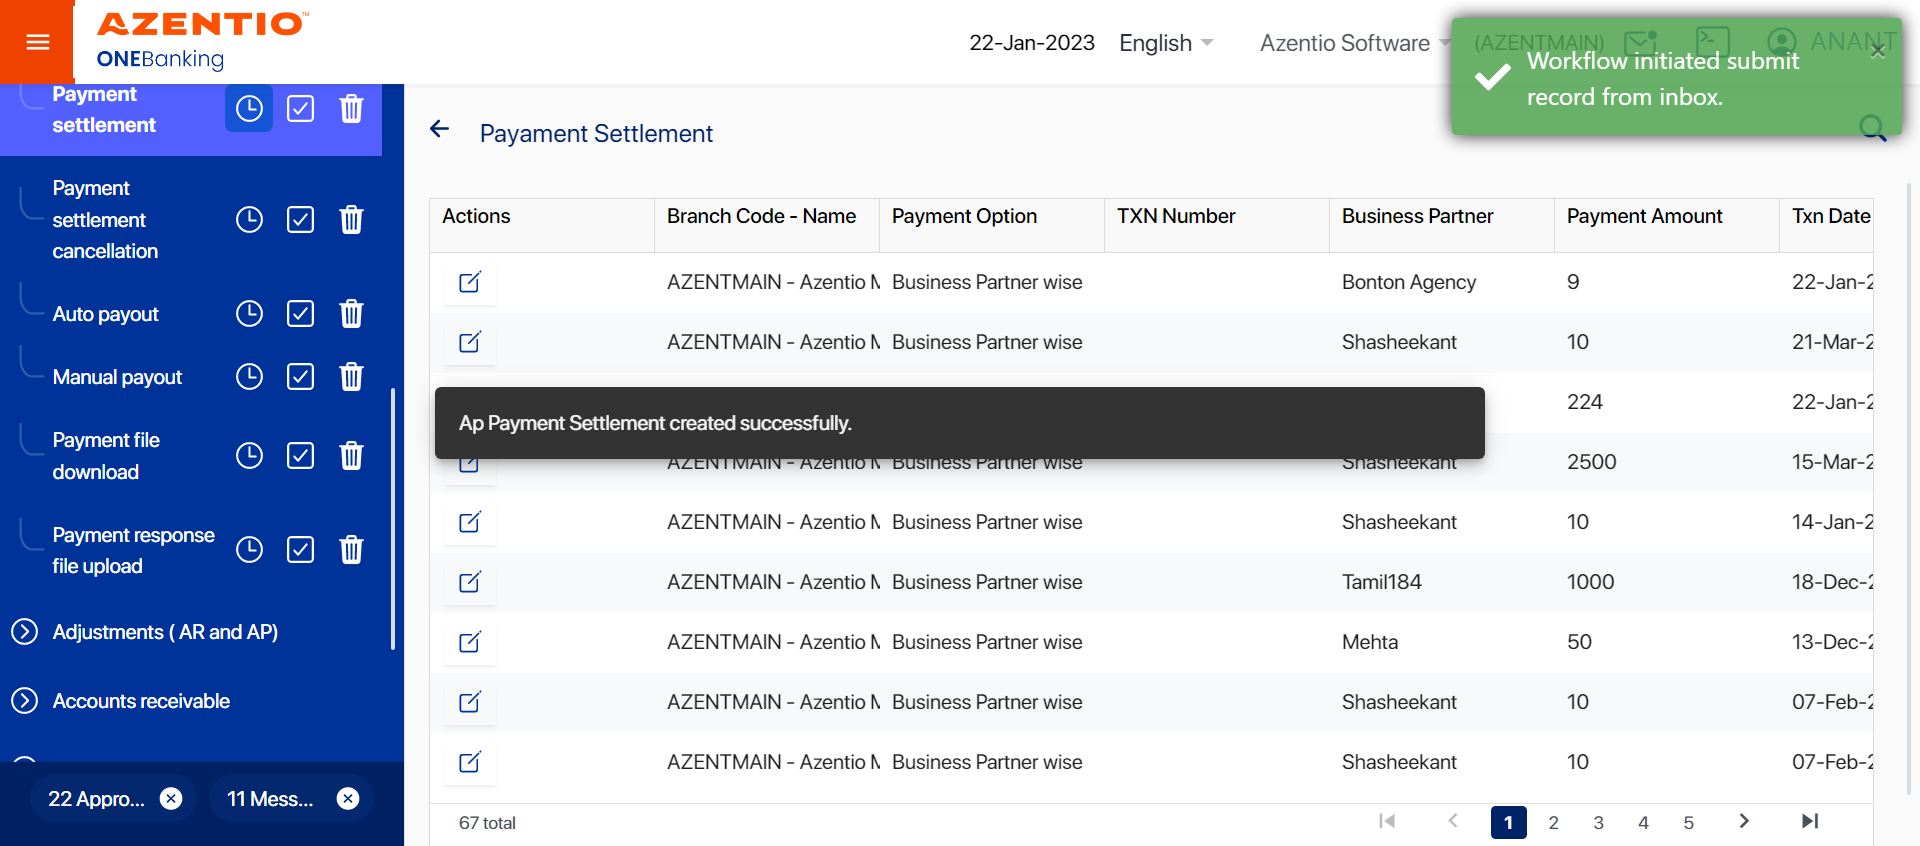 AZENTIO™
ONEBanking
22-Jan-2023
English
Azentio Software
(AZENTMAIN)
ANANT
Workflow initiated submit
record from inbox.
×
Payment
settlement
Payment
settlement
cancellation
Auto payout
Manual payout
Payment file
download
Payment response
file upload
Adjustments ( AR and AP)
Accounts receivable
22 Appro...
11 Mess...
Payament Settlement
Actions Branch Code - Name Payment Option TXN Number Business Partner Payment Amount Txn Date
AZENTMAIN - Azentio Business Partner wise Bonton Agency 9 22-Jan-2
AZENTMAIN - Azentio Business Partner wise Shasheekant 10 21-Mar-2
224 22-Jan-2
Ap Payment Settlement created successfully.
AZENTMAIN - Azentio Business Partner wise Shasheekant 2500 15-Mar-2
AZENTMAIN - Azentio Business Partner wise Shasheekant 10 14-Jan-2
AZENTMAIN - Azentio Business Partner wise Tamil184 1000 18-Dec-2
AZENTMAIN - Azentio Business Partner wise Mehta 50 13-Dec-2
AZENTMAIN - Azentio Business Partner wise Shasheekant 10 07-Feb-2
AZENTMAIN - Azentio Business Partner wise Shasheekant 10 07-Feb-2
67 total
1 2 3 4 5